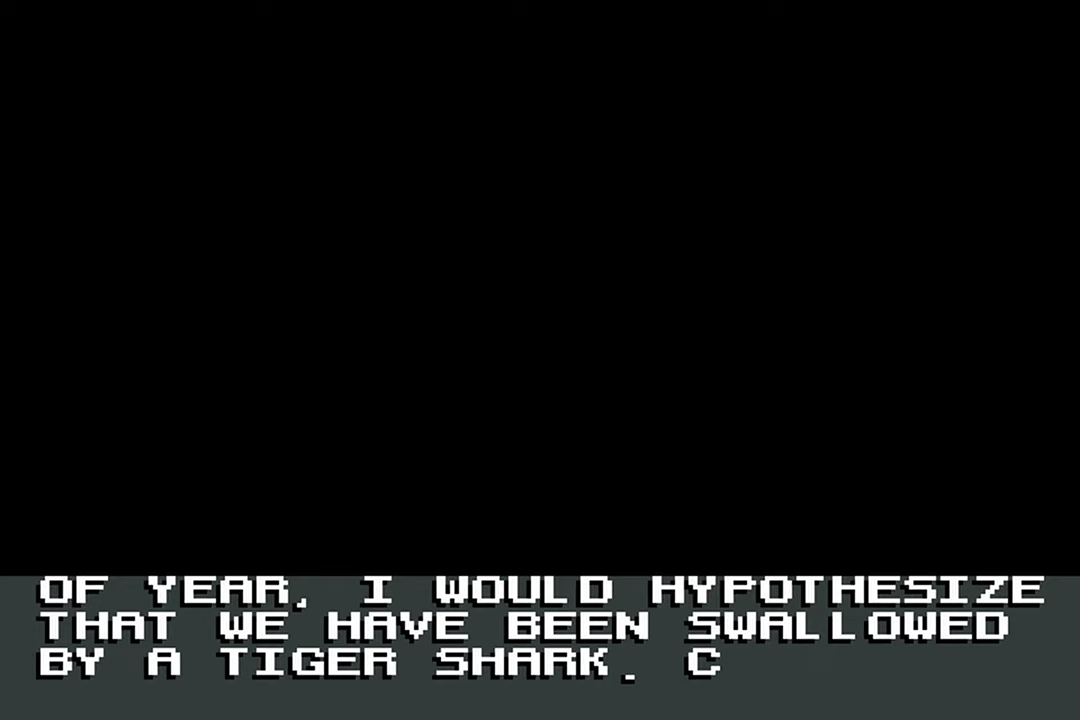 OF YEAR, I WOULD HYPOTHESIZE
THAT WE HAVE BEEN SWALLOWED
BY A TIGER SHARK. C